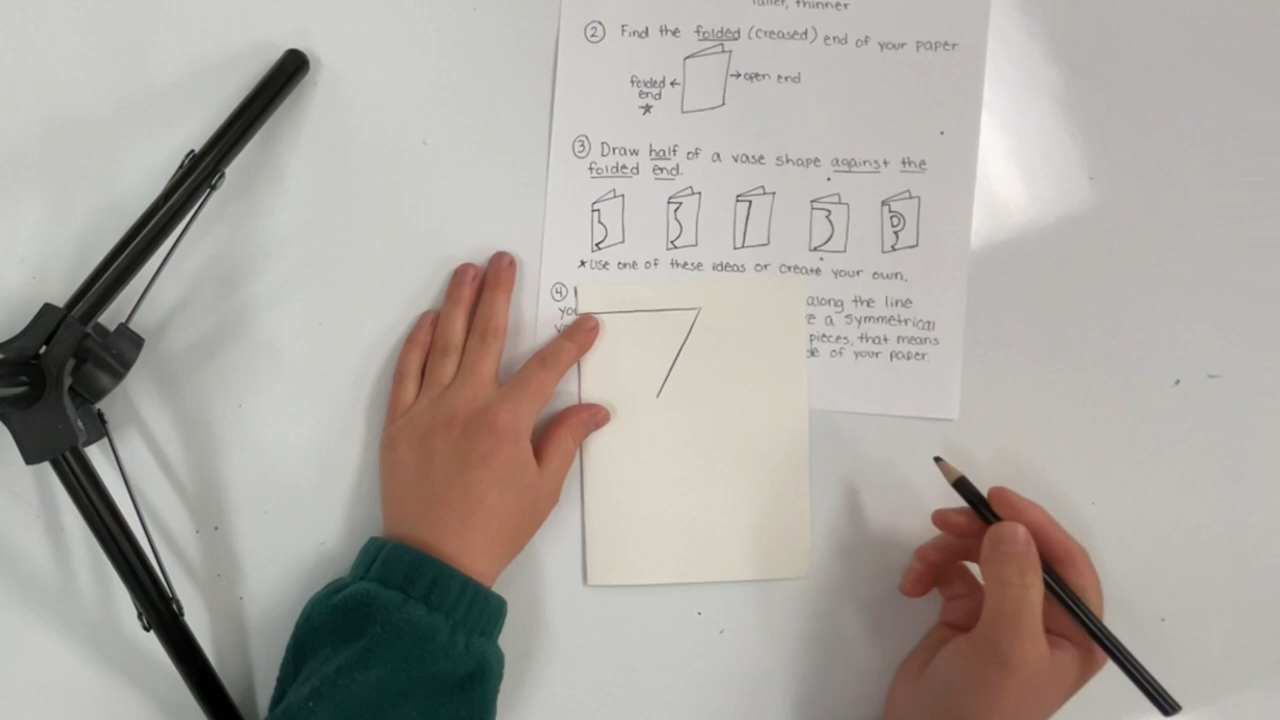 taller, thinner
② Find the folded (creased) end of your paper
folded ← → open end
end
★
③ Draw half of a vase shape against the
folded end.
★ Use one of these ideas or create your own.
④ along the line
a symmetrical
pieces, that means
of your paper